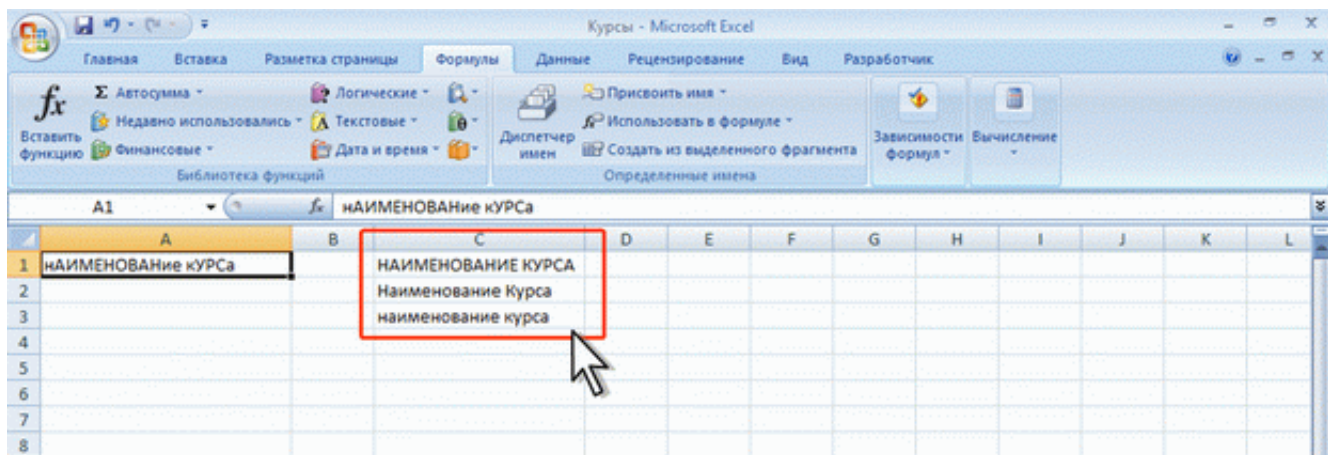 Курсы - Microsoft Excel
Главная Вставка Разметка страницы Формулы Данные Рецензирование Вид Разработчик
fx Вставить функцию
Σ Автосумма
Недавно использовались
Финансовые
Логические
Текстовые
Дата и время
Библиотека функций
Диспетчер имен
Присвоить имя
Использовать в формуле
Создать из выделенного фрагмента
Определенные имена
Зависимости формул
Вычисление
A1 fx нАИМЕНОВАНие кУРСа
A B C D E F G H I J K L
1 нАИМЕНОВАНие кУРСа НАИМЕНОВАНИЕ КУРСА
2 Наименование Курса
3 наименование курса
4
5
6
7
8